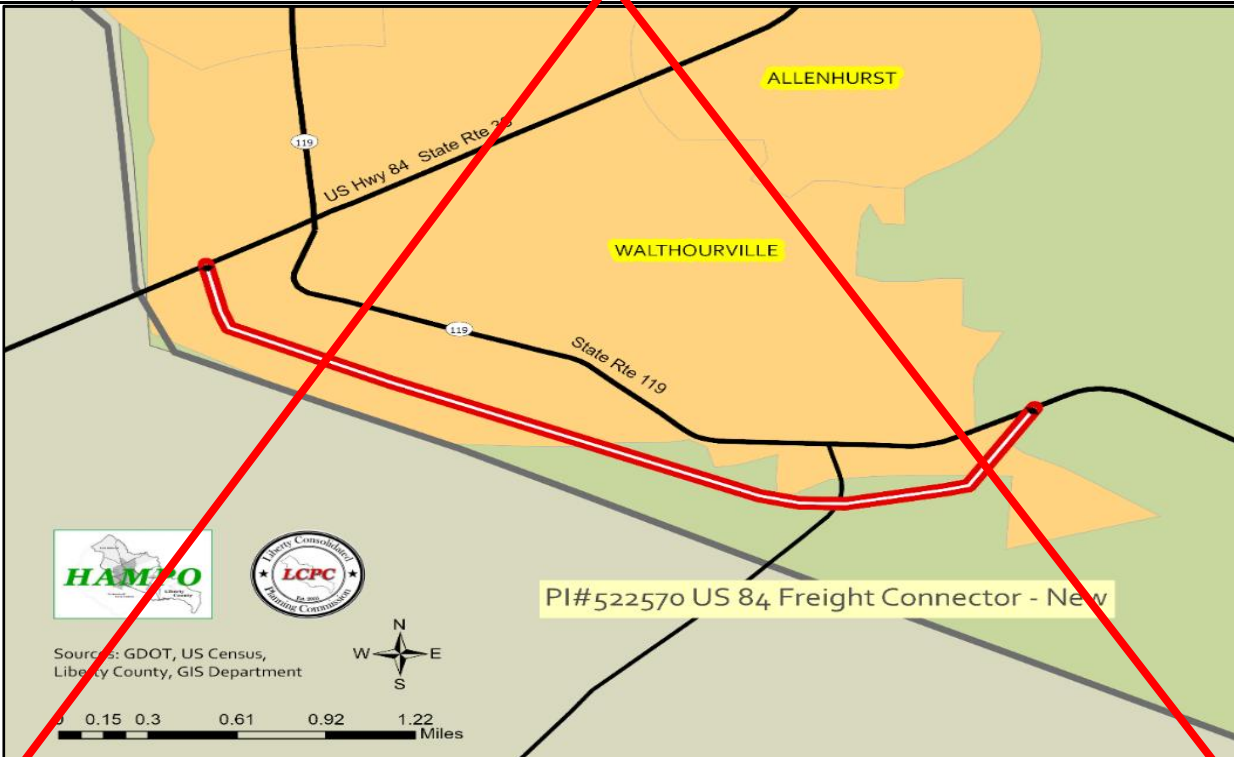 ALLENHURST
119
US Hwy 84 State Rte 38
WALTHOURVILLE
119
State Rte 119
HAMPO
Liberty Consolidated
LCPC
Planning Commission
PI#522570 US 84 Freight Connector - New
N
W E
S
Sources: GDOT, US Census,
Liberty County, GIS Department
0 0.15 0.3 0.61 0.92 1.22
Miles